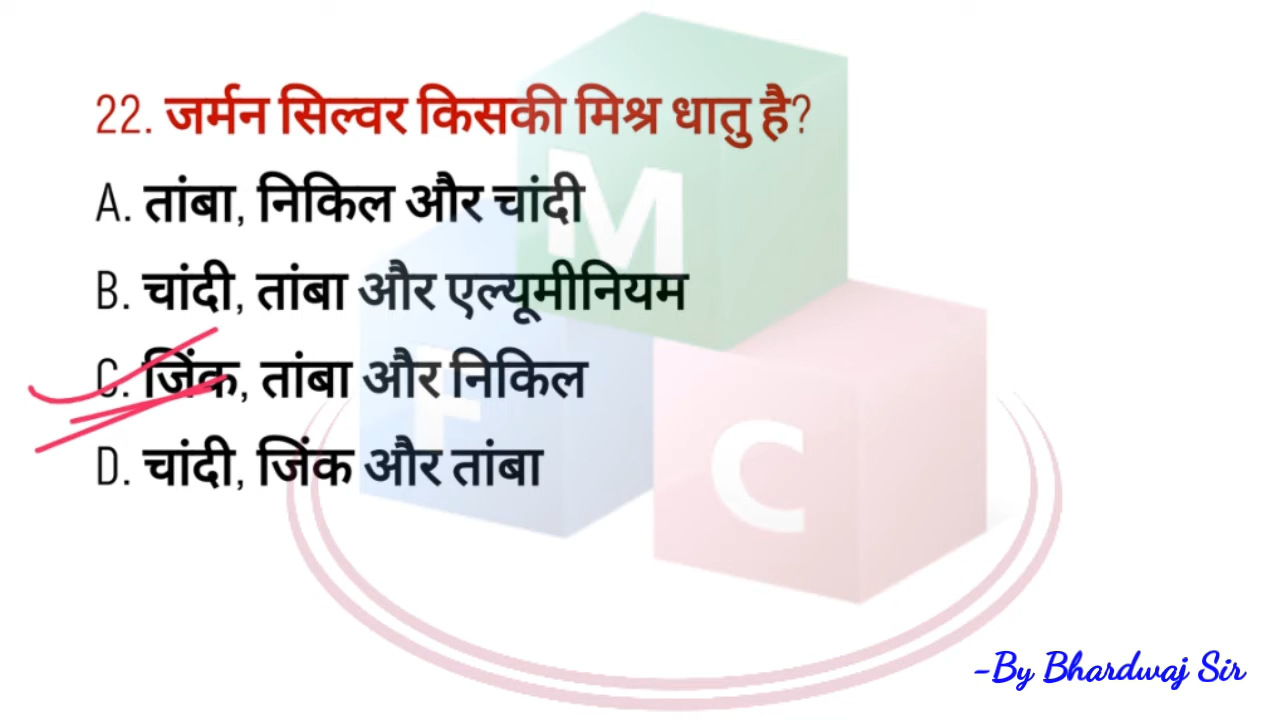 22. जर्मन सिल्वर किसकी मिश्र धातु है?
A. तांबा, निकिल और चांदी
B. चांदी, तांबा और एल्यूमीनियम
C. जिंक, तांबा और निकिल
D. चांदी, जिंक और तांबा
M
F
C
-By Bhardwaj Sir